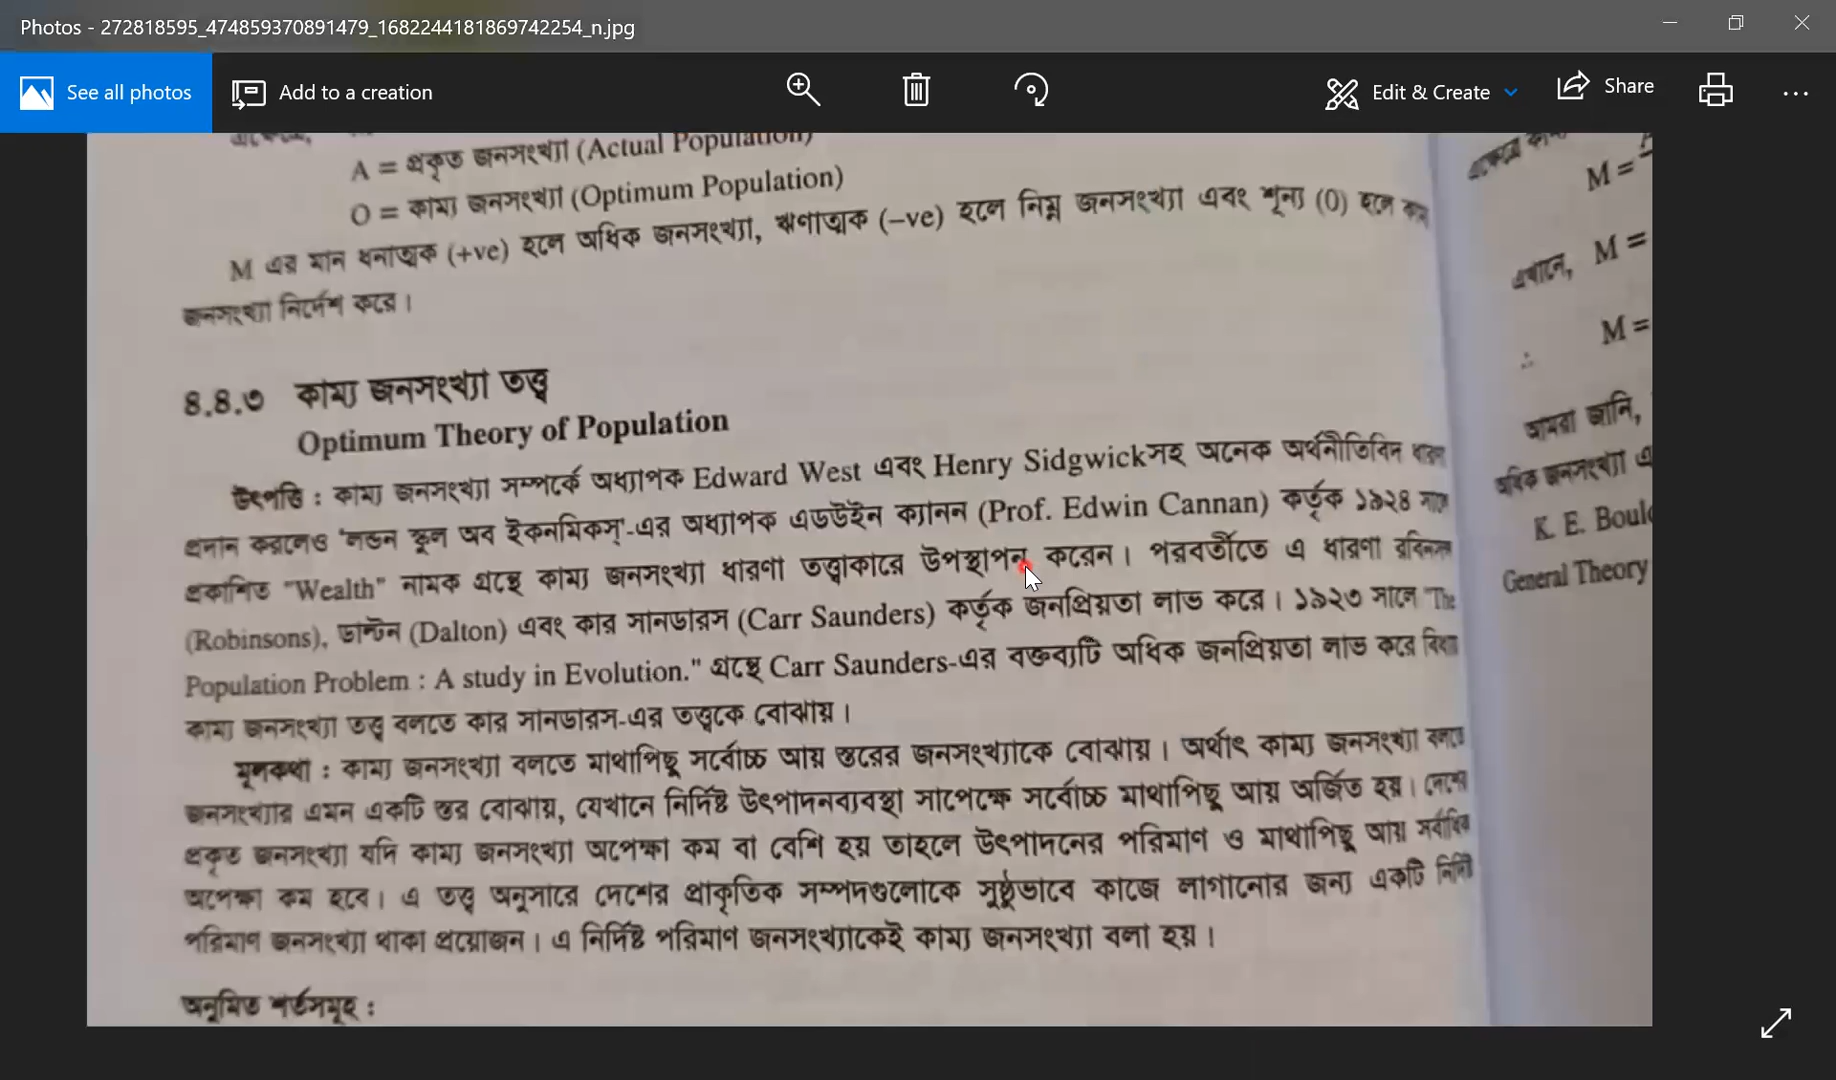 Photos - 272818595_474859370891479_1682244181869742254_n.jpg
See all photos
Add to a creation
Edit & Create
Share
A = প্রকৃত জনসংখ্যা (Actual Population)
O = কাম্য জনসংখ্যা (Optimum Population)
M এর মান ধনাত্মক (+ve) হলে অধিক জনসংখ্যা, ঋণাত্মক (–ve) হলে নিম্ন জনসংখ্যা এবং শূন্য (0) হলে
জনসংখ্যা নির্দেশ করে।
৪.৪.৩ কাম্য জনসংখ্যা তত্ত্ব
Optimum Theory of Population
উৎপত্তি : কাম্য জনসংখ্যা সম্পর্কে অধ্যাপক Edward West এবং Henry Sidgwickসহ অনেক অর্থনীতিবিদ ধারণা
প্রদান করলেও 'লন্ডন স্কুল অব ইকনমিকস্'-এর অধ্যাপক এডউইন ক্যানন (Prof. Edwin Cannan) কর্তৃক ১৯২৪ সালে
প্রকাশিত "Wealth" নামক গ্রন্থে কাম্য জনসংখ্যা ধারণা তত্ত্বাকারে উপস্থাপন করেন। পরবর্তীতে এ ধারণা রবিনসন্স
(Robinsons), ডাল্টন (Dalton) এবং কার সানডারস (Carr Saunders) কর্তৃক জনপ্রিয়তা লাভ করে। ১৯২৩ সালে "The
Population Problem : A study in Evolution." গ্রন্থে Carr Saunders-এর বক্তব্যটি অধিক জনপ্রিয়তা লাভ করে বিধায়
কাম্য জনসংখ্যা তত্ত্ব বলতে কার সানডারস-এর তত্ত্বকে বোঝায়।
মূলকথা : কাম্য জনসংখ্যা বলতে মাথাপিছু সর্বোচ্চ আয় স্তরের জনসংখ্যাকে বোঝায়। অর্থাৎ কাম্য জনসংখ্যা বলতে
জনসংখ্যার এমন একটি স্তর বোঝায়, যেখানে নির্দিষ্ট উৎপাদনব্যবস্থা সাপেক্ষে সর্বোচ্চ মাথাপিছু আয় অর্জিত হয়। দেশের
প্রকৃত জনসংখ্যা যদি কাম্য জনসংখ্যা অপেক্ষা কম বা বেশি হয় তাহলে উৎপাদনের পরিমাণ ও মাথাপিছু আয় সর্বাধিক
অপেক্ষা কম হবে। এ তত্ত্ব অনুসারে দেশের প্রাকৃতিক সম্পদগুলোকে সুষ্ঠুভাবে কাজে লাগানোর জন্য একটি নির্দিষ্ট
পরিমাণ জনসংখ্যা থাকা প্রয়োজন। এ নির্দিষ্ট পরিমাণ জনসংখ্যাকেই কাম্য জনসংখ্যা বলা হয়।
অনুমিত শর্তসমূহ :
M =
এখানে, M =
∴ M =
আমরা জানি,
অধিক জনসংখ্যা
K. E.
General Theory